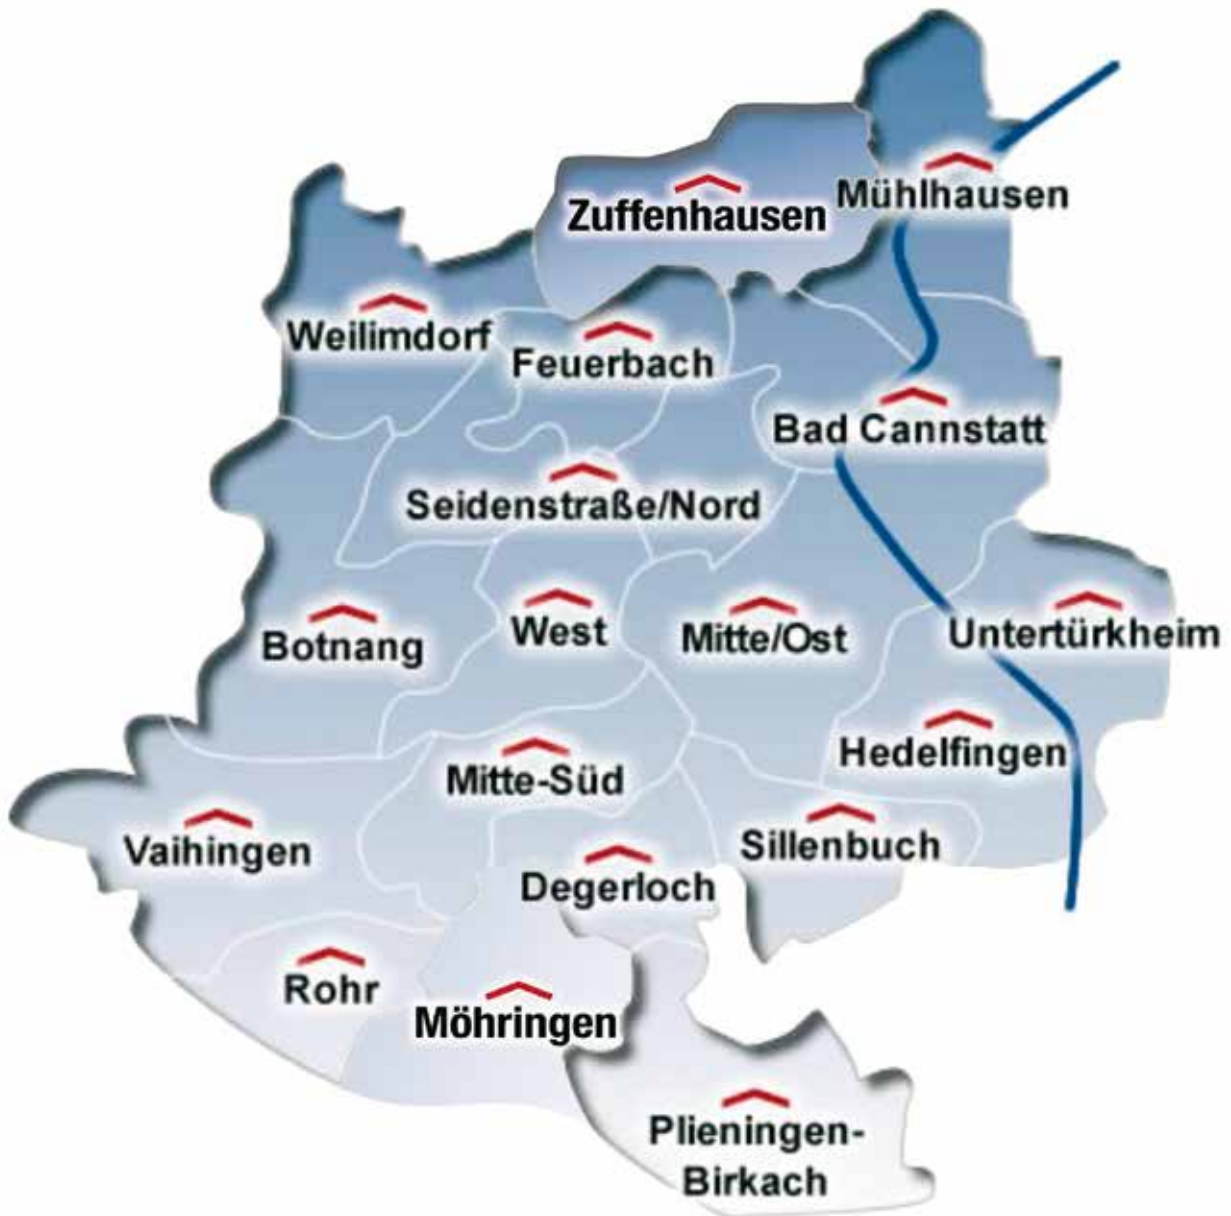 Mühlhausen
Zuffenhausen
Weilimdorf
Feuerbach
Bad Cannstatt
Seidenstraße/Nord
Botnang
West
Mitte/Ost
Untertürkheim
Hedelfingen
Mitte-Süd
Vaihingen
Sillenbuch
Degerloch
Rohr
Möhringen
Plieningen-
Birkach